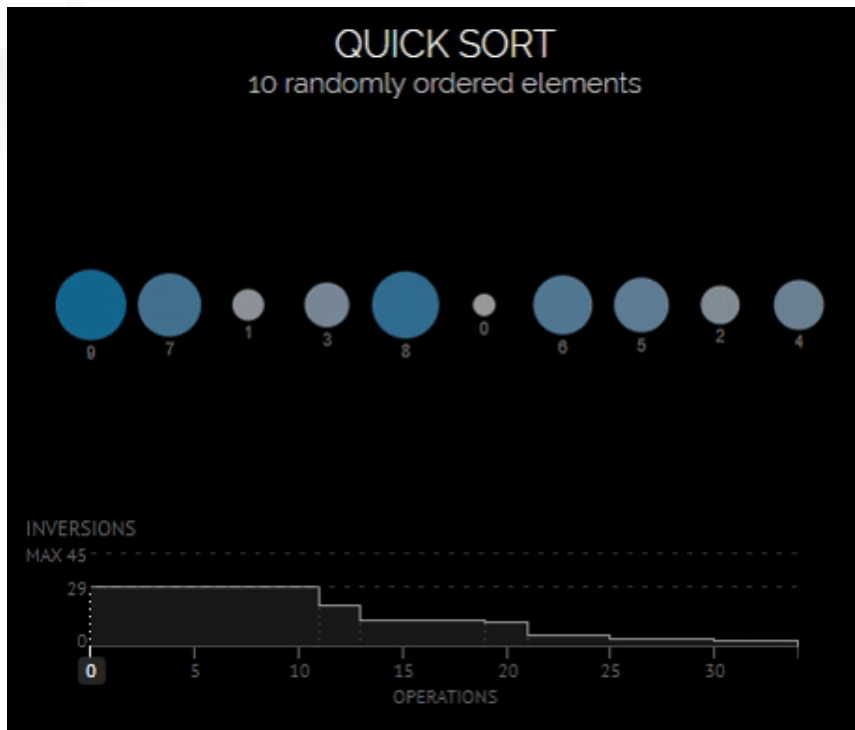 QUICK SORT
10 randomly ordered elements
9 7 1 3 8 0 6 5 2 4
INVERSIONS
MAX 45
29
0
0 5 10 15 20 25 30
OPERATIONS